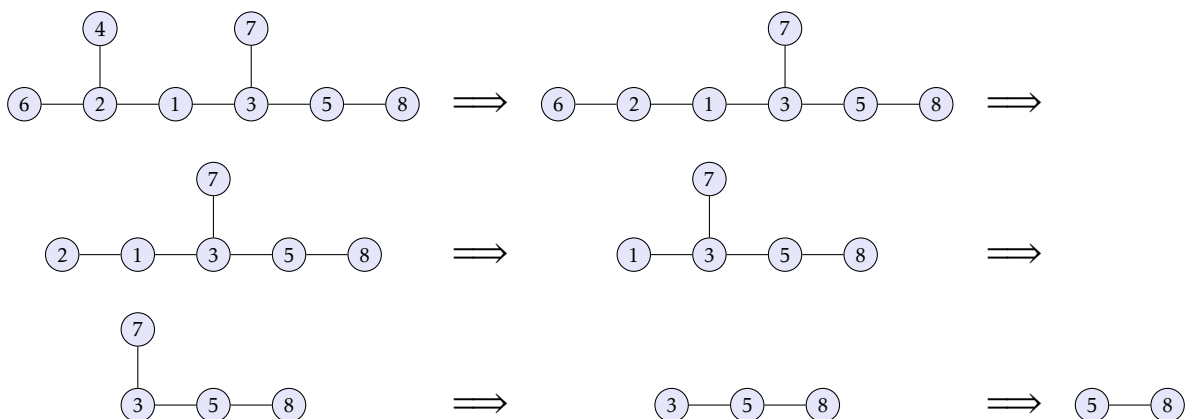 4 7 7
6 2 1 3 5 8 ⟹ 6 2 1 3 5 8 ⟹
7 7
2 1 3 5 8 ⟹ 1 3 5 8 ⟹
7
3 5 8 ⟹ 3 5 8 ⟹ 5 8